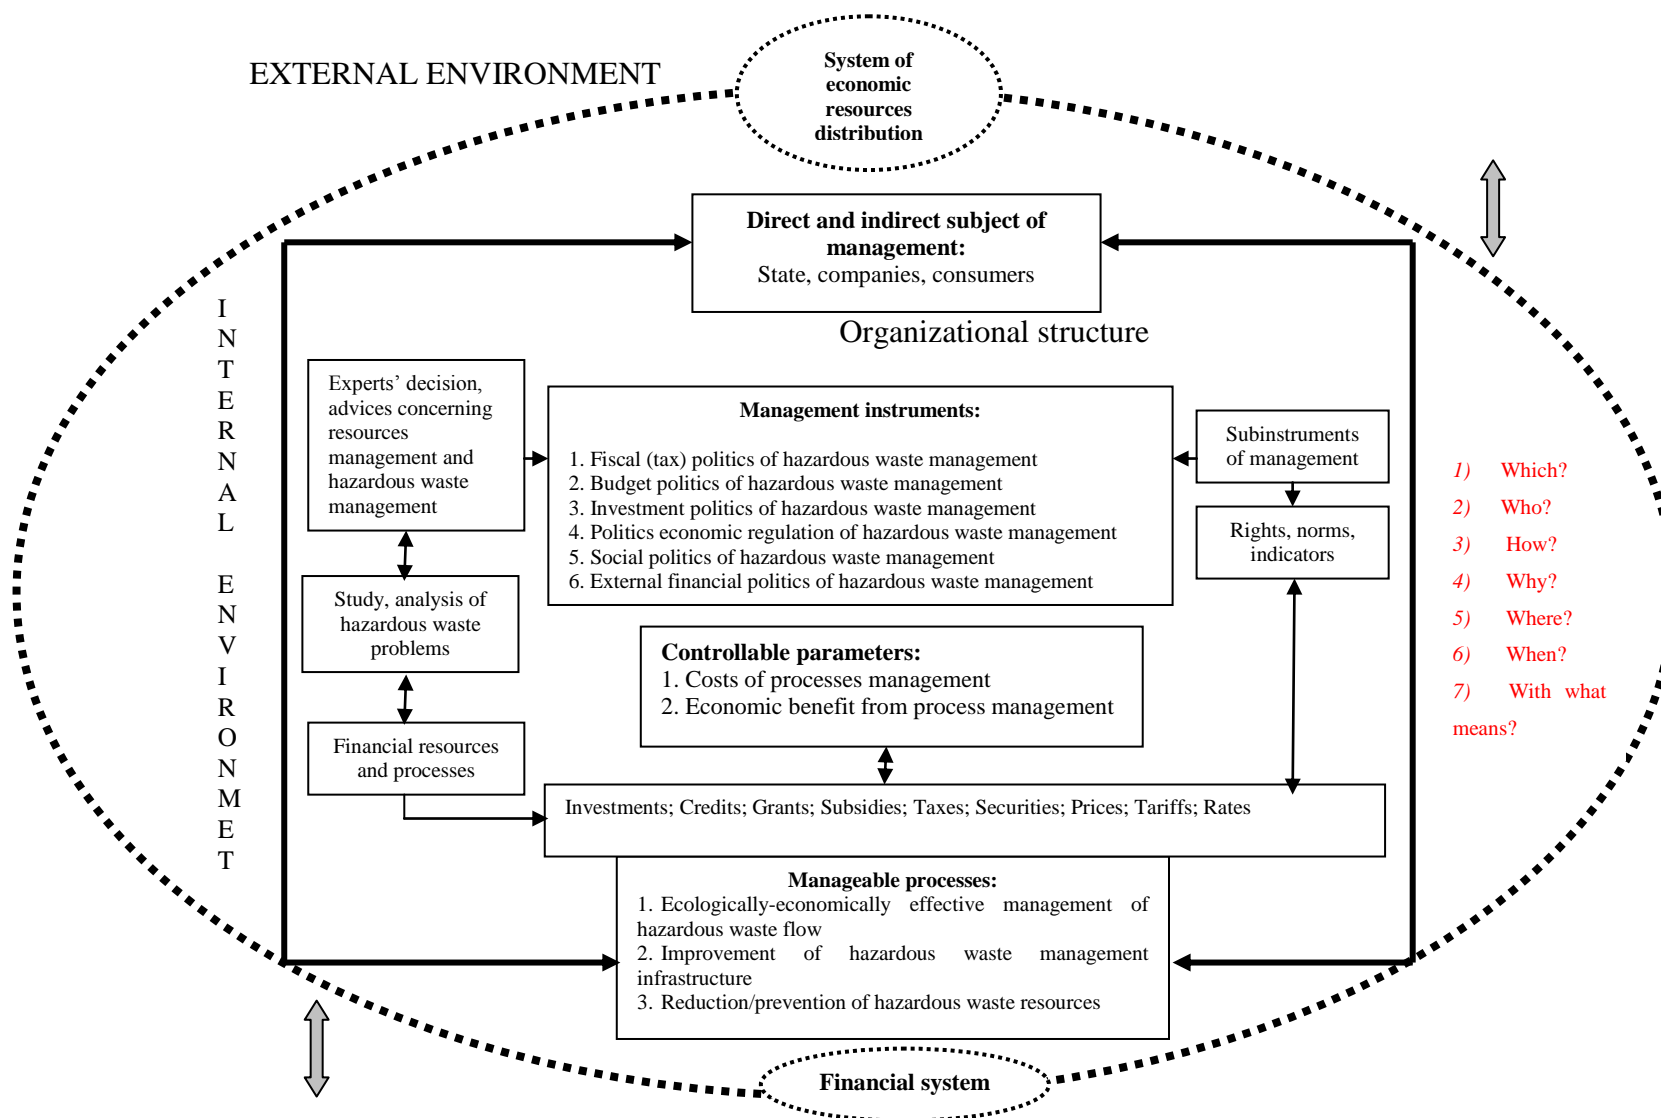 EXTERNAL ENVIRONMENT
System of
economic
resources
distribution
Direct and indirect subject of
management:
State, companies, consumers
Organizational structure
I
N
T
E
R
N
A
L
E
N
V
I
R
O
N
M
E
T
Experts’ decision,
advices concerning
resources
management and
hazardous waste
management
Management instruments:
1. Fiscal (tax) politics of hazardous waste management
2. Budget politics of hazardous waste management
3. Investment politics of hazardous waste management
4. Politics economic regulation of hazardous waste management
5. Social politics of hazardous waste management
6. External financial politics of hazardous waste management
Subinstruments
of management
Rights, norms,
indicators
1) Which?
2) Who?
3) How?
4) Why?
5) Where?
6) When?
7) With what
means?
Study, analysis of
hazardous waste
problems
Controllable parameters:
1. Costs of processes management
2. Economic benefit from process management
Financial resources
and processes
Investments; Credits; Grants; Subsidies; Taxes; Securities; Prices; Tariffs; Rates
Manageable processes:
1. Ecologically-economically effective management of
hazardous waste flow
2. Improvement of hazardous waste management
infrastructure
3. Reduction/prevention of hazardous waste resources
Financial system